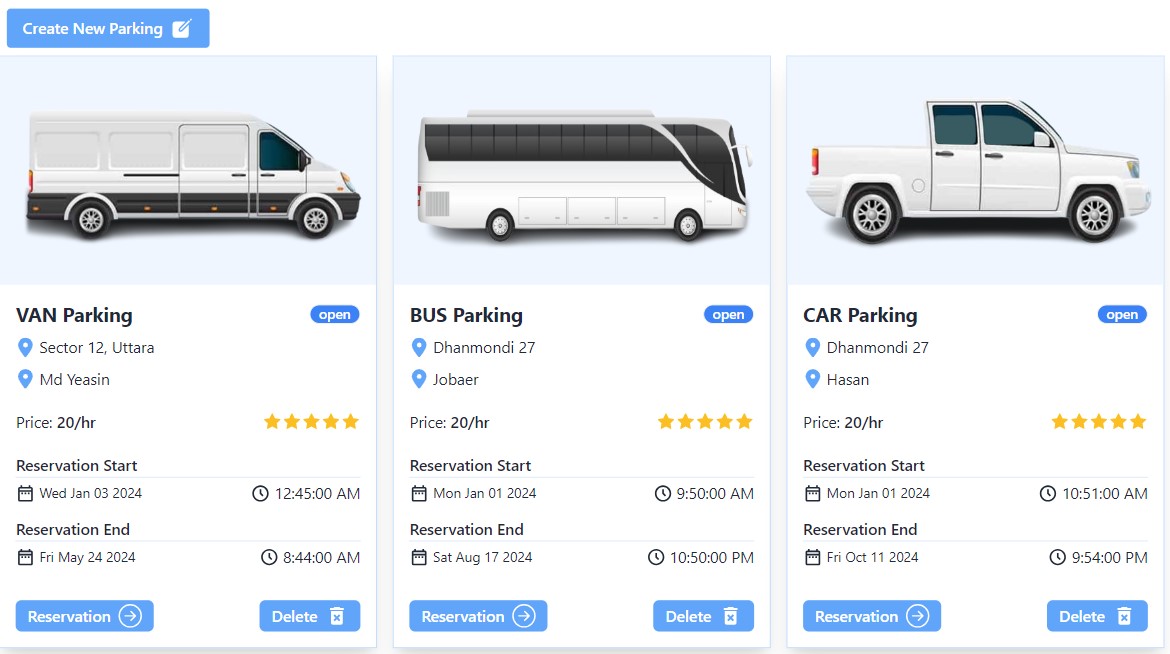 Create New Parking
VAN Parking
open
Sector 12, Uttara
Md Yeasin
Price: 20/hr
Reservation Start
Wed Jan 03 2024
12:45:00 AM
Reservation End
Fri May 24 2024
8:44:00 AM
Reservation
Delete
BUS Parking
open
Dhanmondi 27
Jobaer
Price: 20/hr
Reservation Start
Mon Jan 01 2024
9:50:00 AM
Reservation End
Sat Aug 17 2024
10:50:00 PM
Reservation
Delete
CAR Parking
open
Dhanmondi 27
Hasan
Price: 20/hr
Reservation Start
Mon Jan 01 2024
10:51:00 AM
Reservation End
Fri Oct 11 2024
9:54:00 PM
Reservation
Delete